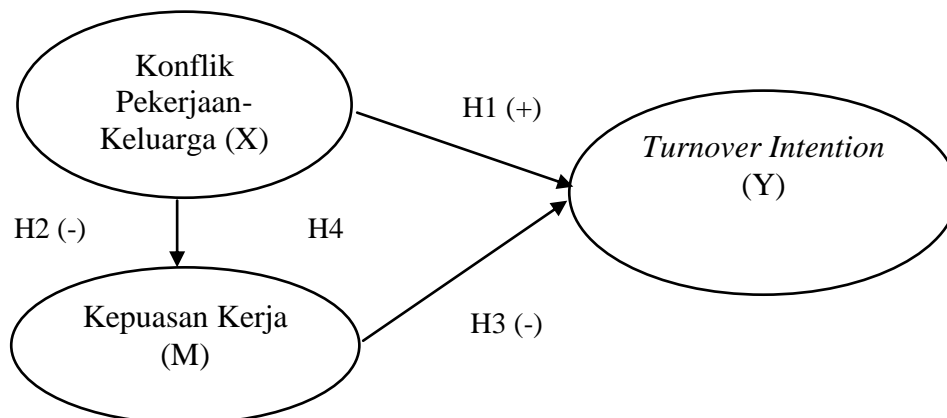 Konflik
Pekerjaan-
Keluarga (X)
H1 (+)
Turnover Intention
(Y)
H2 (-)
H4
Kepuasan Kerja
(M)
H3 (-)